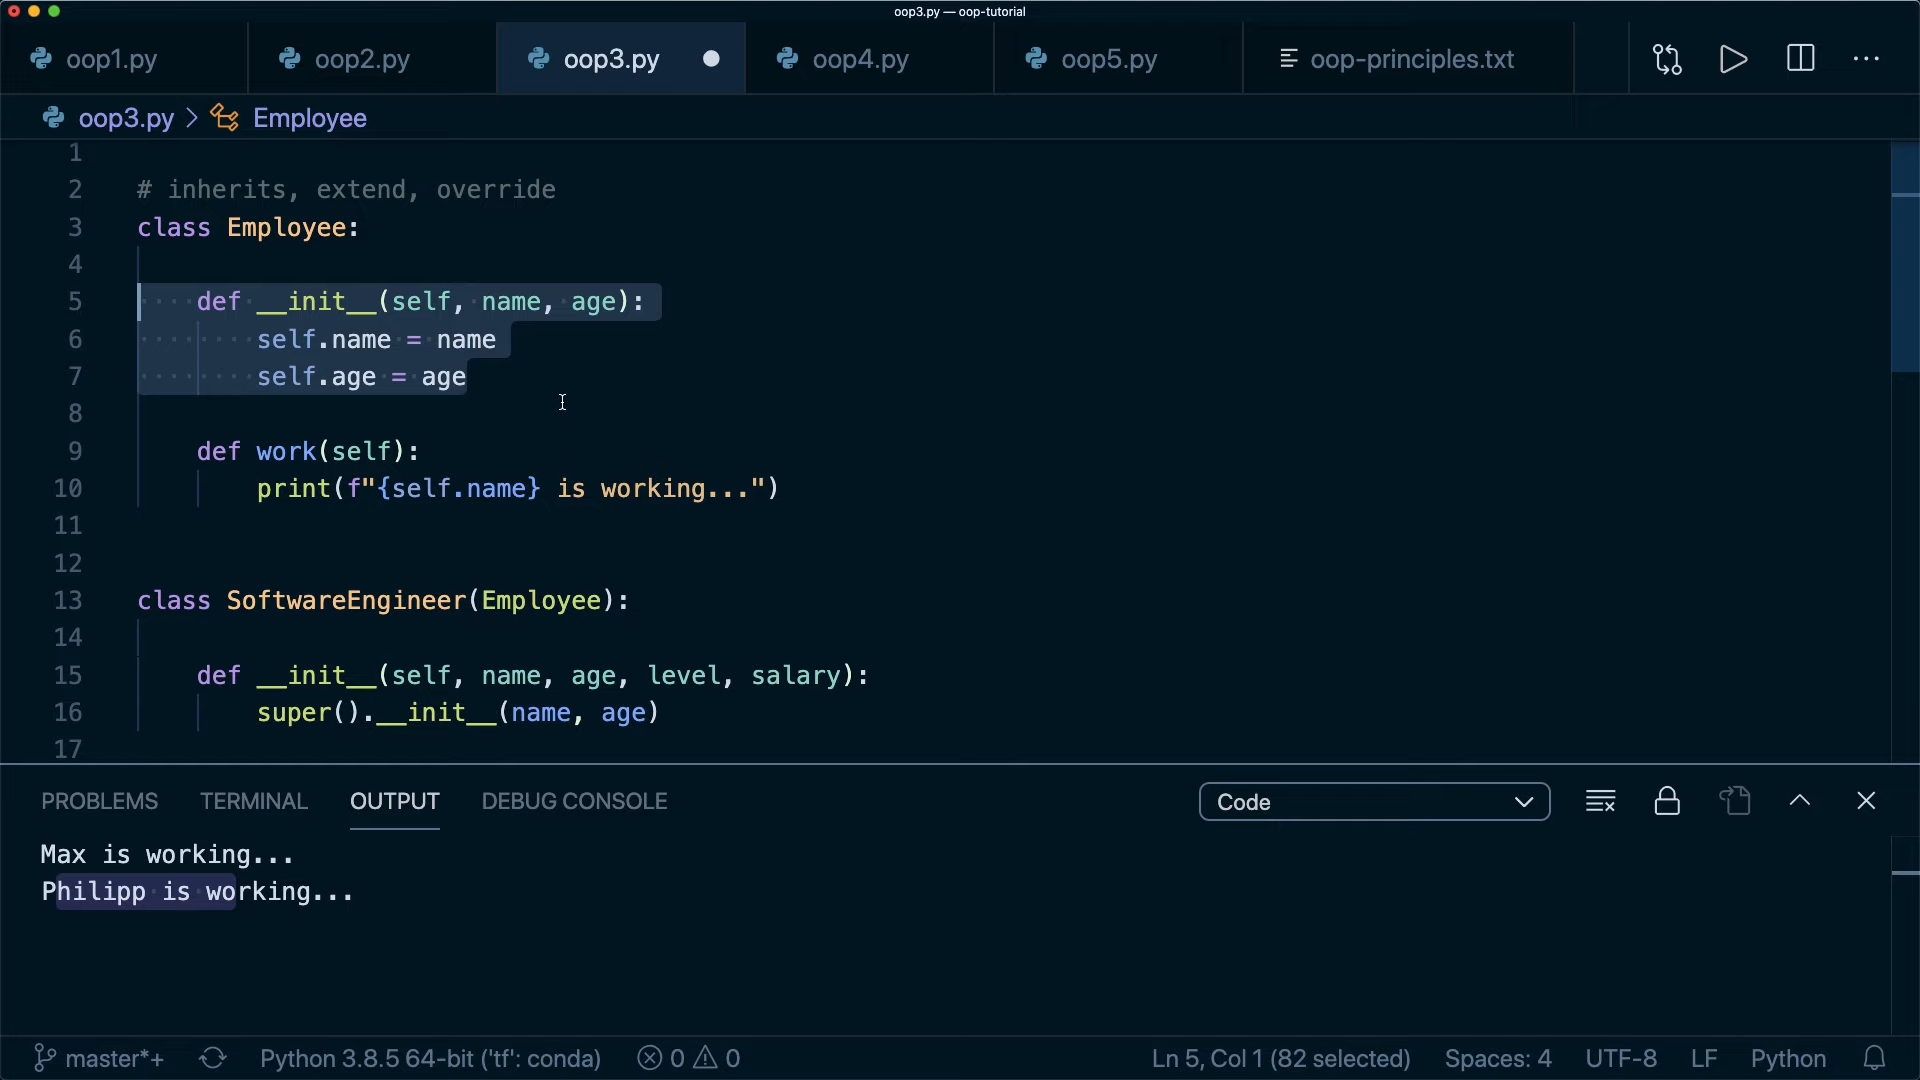 oop3.py — oop-tutorial
oop1.py
oop2.py
oop3.py
oop4.py
oop5.py
oop-principles.txt
oop3.py > Employee
1
2 # inherits, extend, override
3 class Employee:
4
5 def __init__(self, name, age):
6 self.name = name
7 self.age = age
8
9 def work(self):
10 print(f"{self.name} is working...")
11
12
13 class SoftwareEngineer(Employee):
14
15 def __init__(self, name, age, level, salary):
16 super().__init__(name, age)
17
PROBLEMS TERMINAL OUTPUT DEBUG CONSOLE Code
Max is working...
Philipp is working...
master*+ Python 3.8.5 64-bit ('tf': conda) 0 0 Ln 5, Col 1 (82 selected) Spaces: 4 UTF-8 LF Python